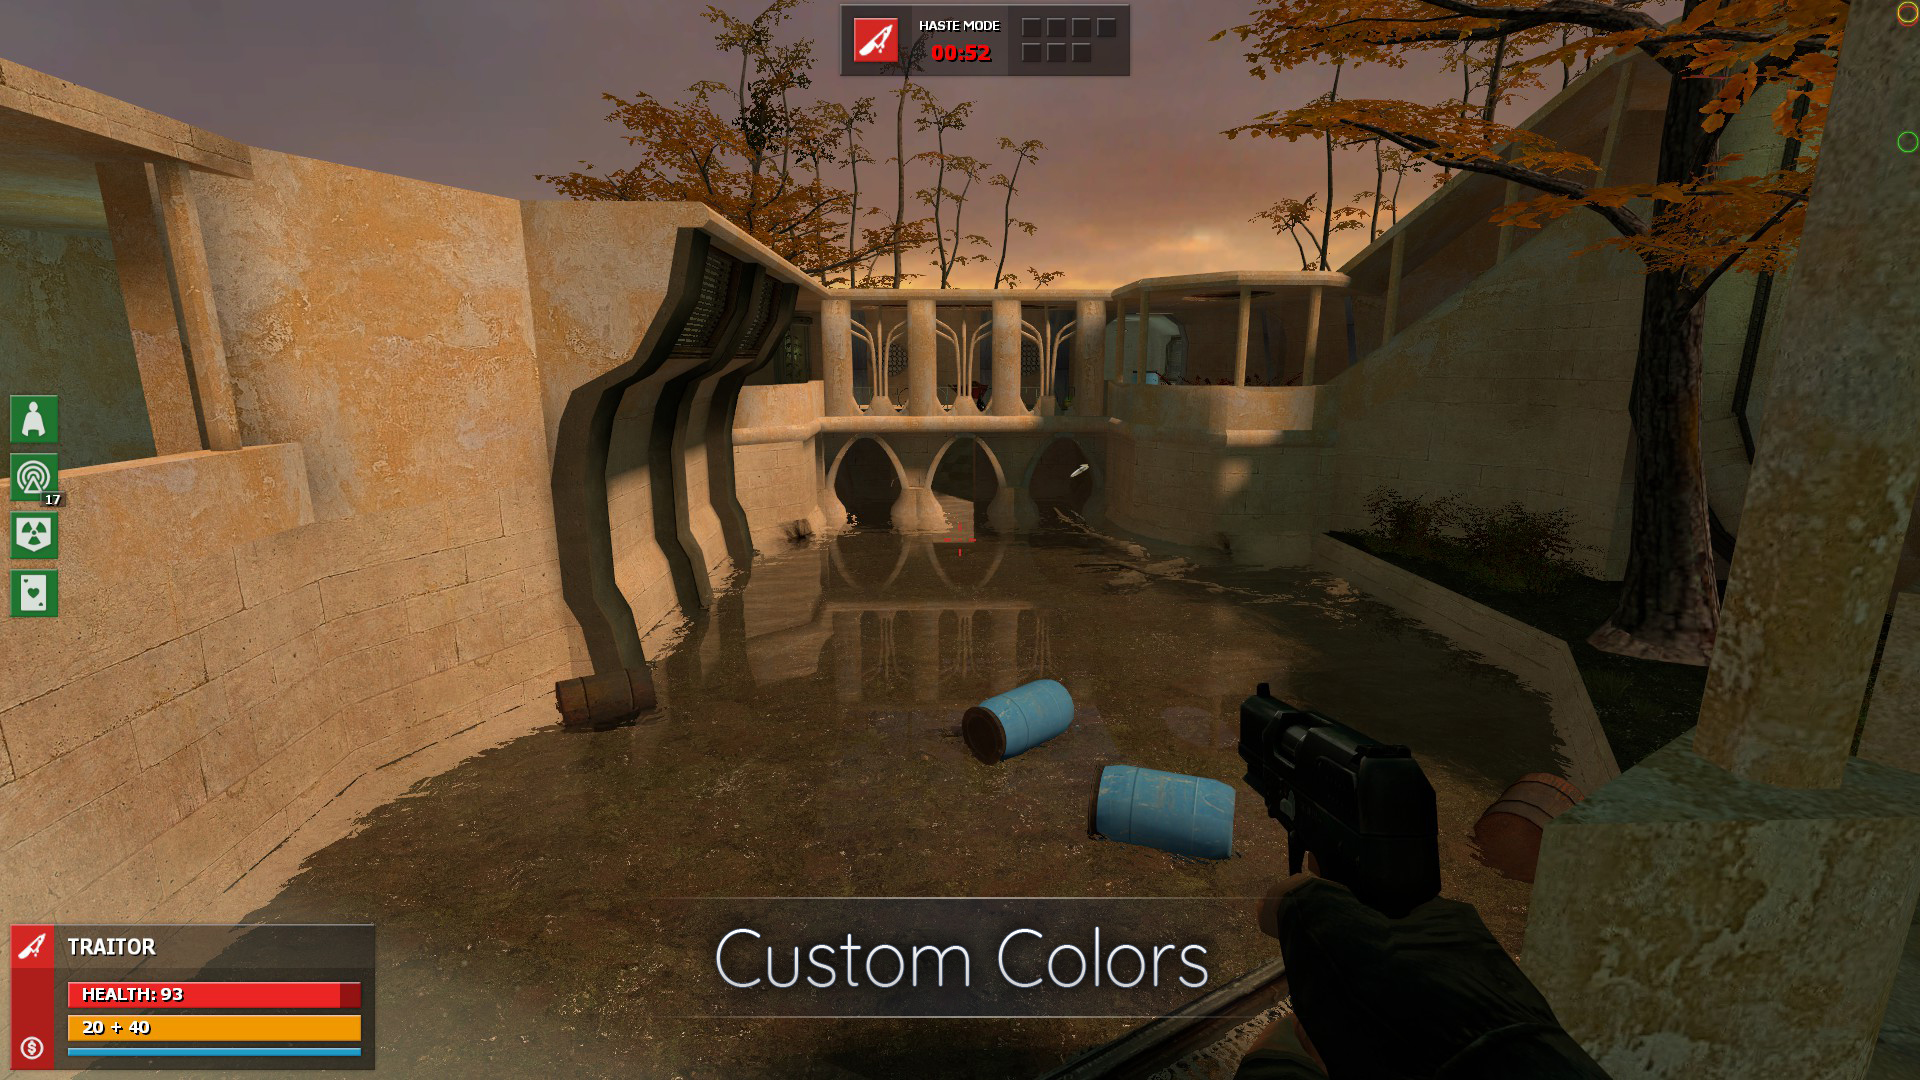 HASTE MODE
00:52
17
TRAITOR
HEALTH: 93
20 + 40
Custom Colors